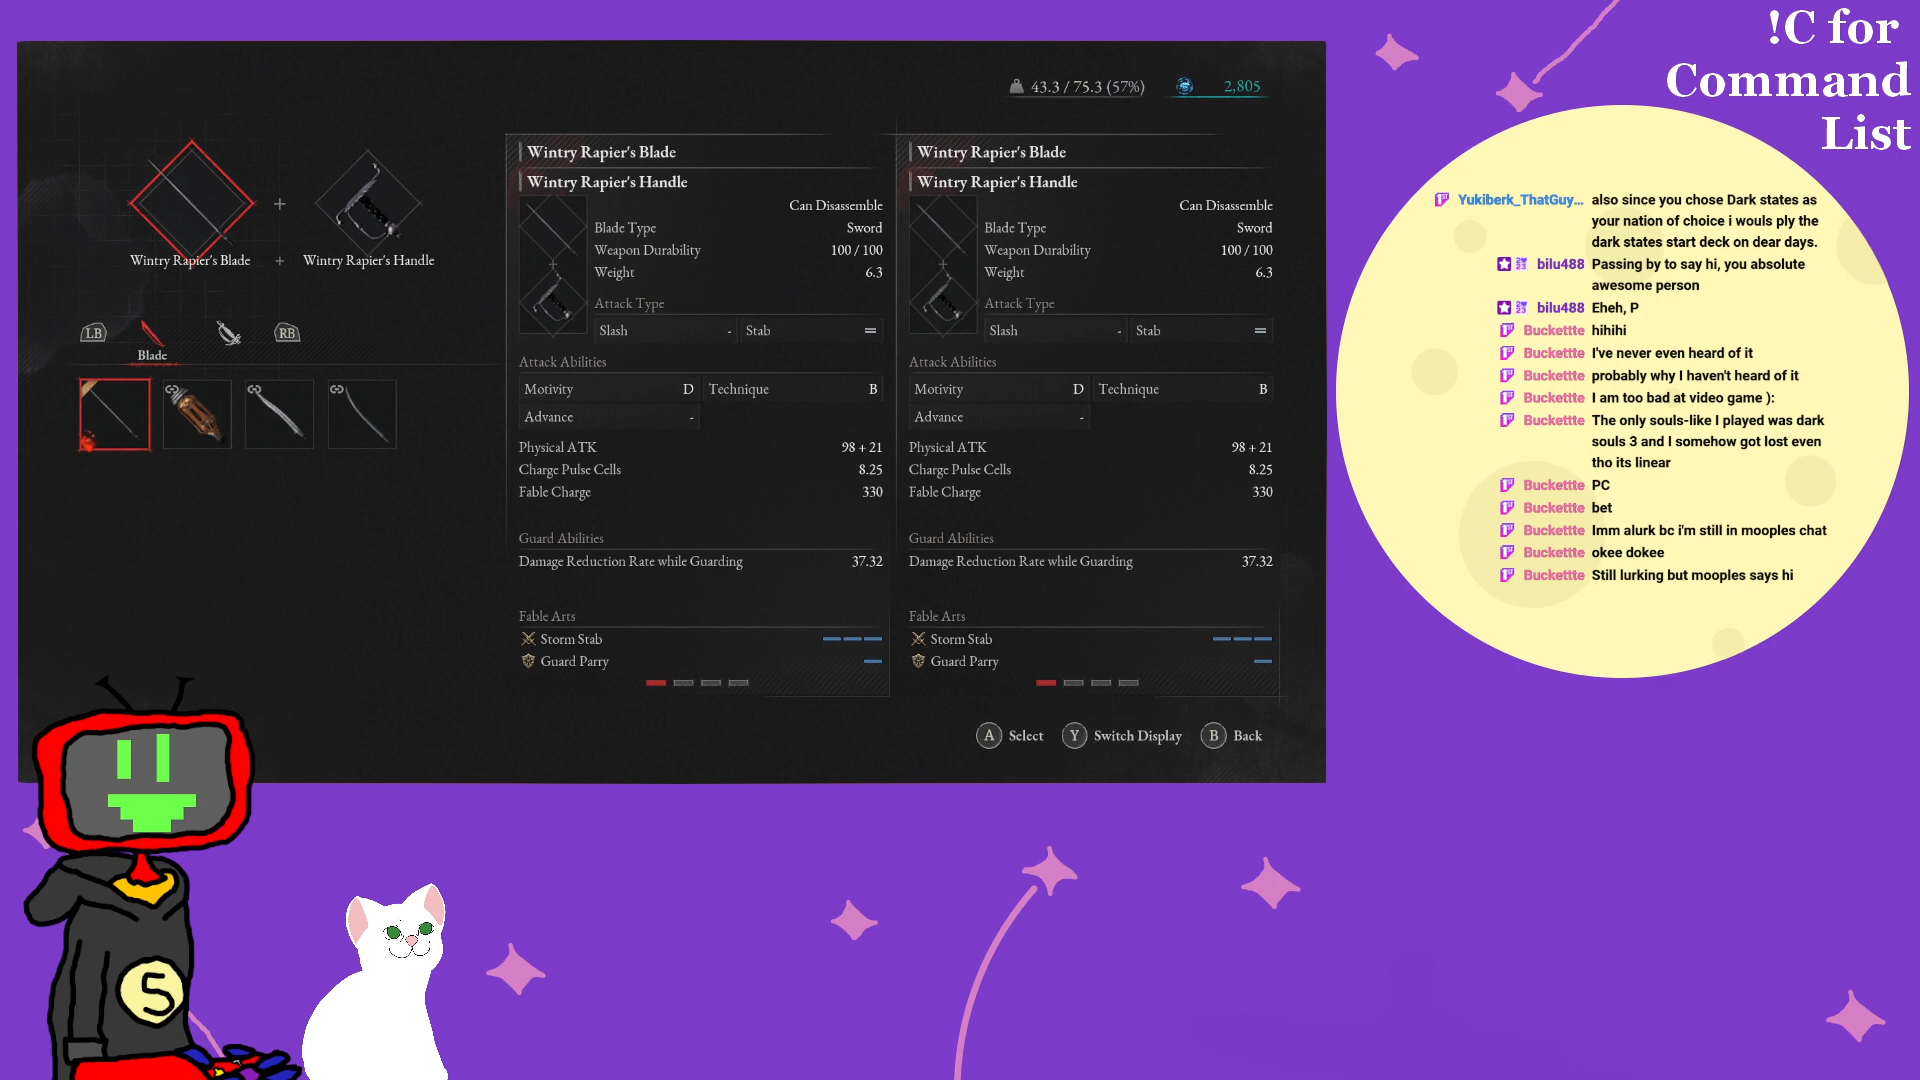 !C for
Command
List
43.3 / 75.3 (57%) 2,805
Wintry Rapier's Blade + Wintry Rapier's Handle
LB RB
Blade
Wintry Rapier's Blade
Wintry Rapier's Handle
Can Disassemble
Blade Type Sword
Weapon Durability 100 / 100
Weight 6.3
Attack Type
Slash - Stab =
Attack Abilities
Motivity D Technique B
Advance -
Physical ATK 98 + 21
Charge Pulse Cells 8.25
Fable Charge 330
Guard Abilities
Damage Reduction Rate while Guarding 37.32
Fable Arts
Storm Stab
Guard Parry
Wintry Rapier's Blade
Wintry Rapier's Handle
Can Disassemble
Blade Type Sword
Weapon Durability 100 / 100
Weight 6.3
Attack Type
Slash - Stab =
Attack Abilities
Motivity D Technique B
Advance -
Physical ATK 98 + 21
Charge Pulse Cells 8.25
Fable Charge 330
Guard Abilities
Damage Reduction Rate while Guarding 37.32
Fable Arts
Storm Stab
Guard Parry
A Select Y Switch Display B Back
Yukiberk_ThatGuy... also since you chose Dark states as
your nation of choice i wouls ply the
dark states start deck on dear days.
bilu488 Passing by to say hi, you absolute
awesome person
bilu488 Eheh, P
Buckettte hihihi
Buckettte I've never even heard of it
Buckettte probably why I haven't heard of it
Buckettte I am too bad at video game ):
Buckettte The only souls-like I played was dark
souls 3 and I somehow got lost even
tho its linear
Buckettte PC
Buckettte bet
Buckettte Imm alurk bc i'm still in mooples chat
Buckettte okee dokee
Buckettte Still lurking but mooples says hi
S